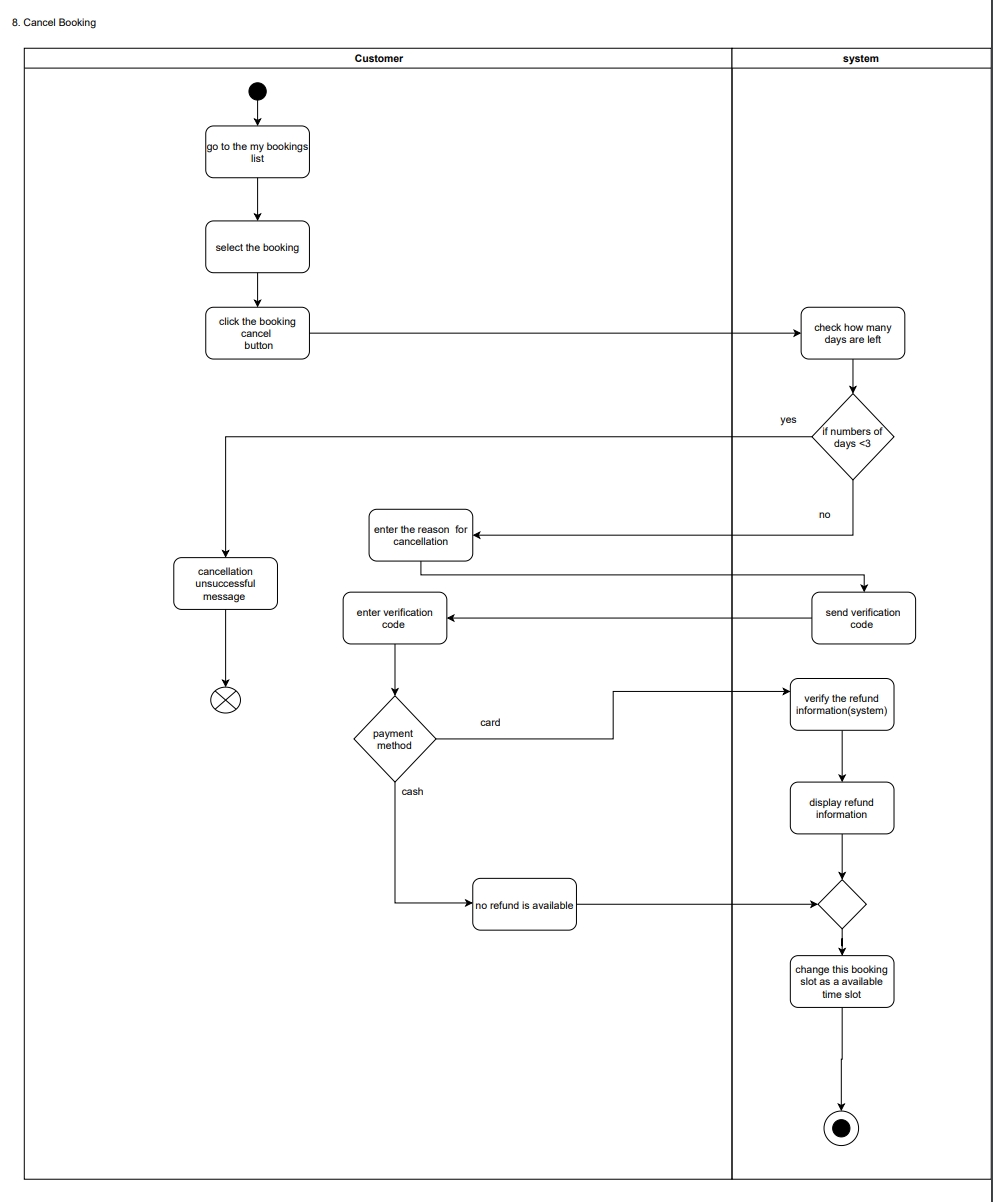 8. Cancel Booking
Customer
system
go to the my bookings
list
select the booking
click the booking
cancel
button
check how many
days are left
yes
if numbers of
days <3
no
enter the reason for
cancellation
cancellation
unsuccessful
message
enter verification
code
send verification
code
verify the refund
information(system)
card
payment
method
cash
display refund
information
no refund is available
change this booking
slot as a available
time slot